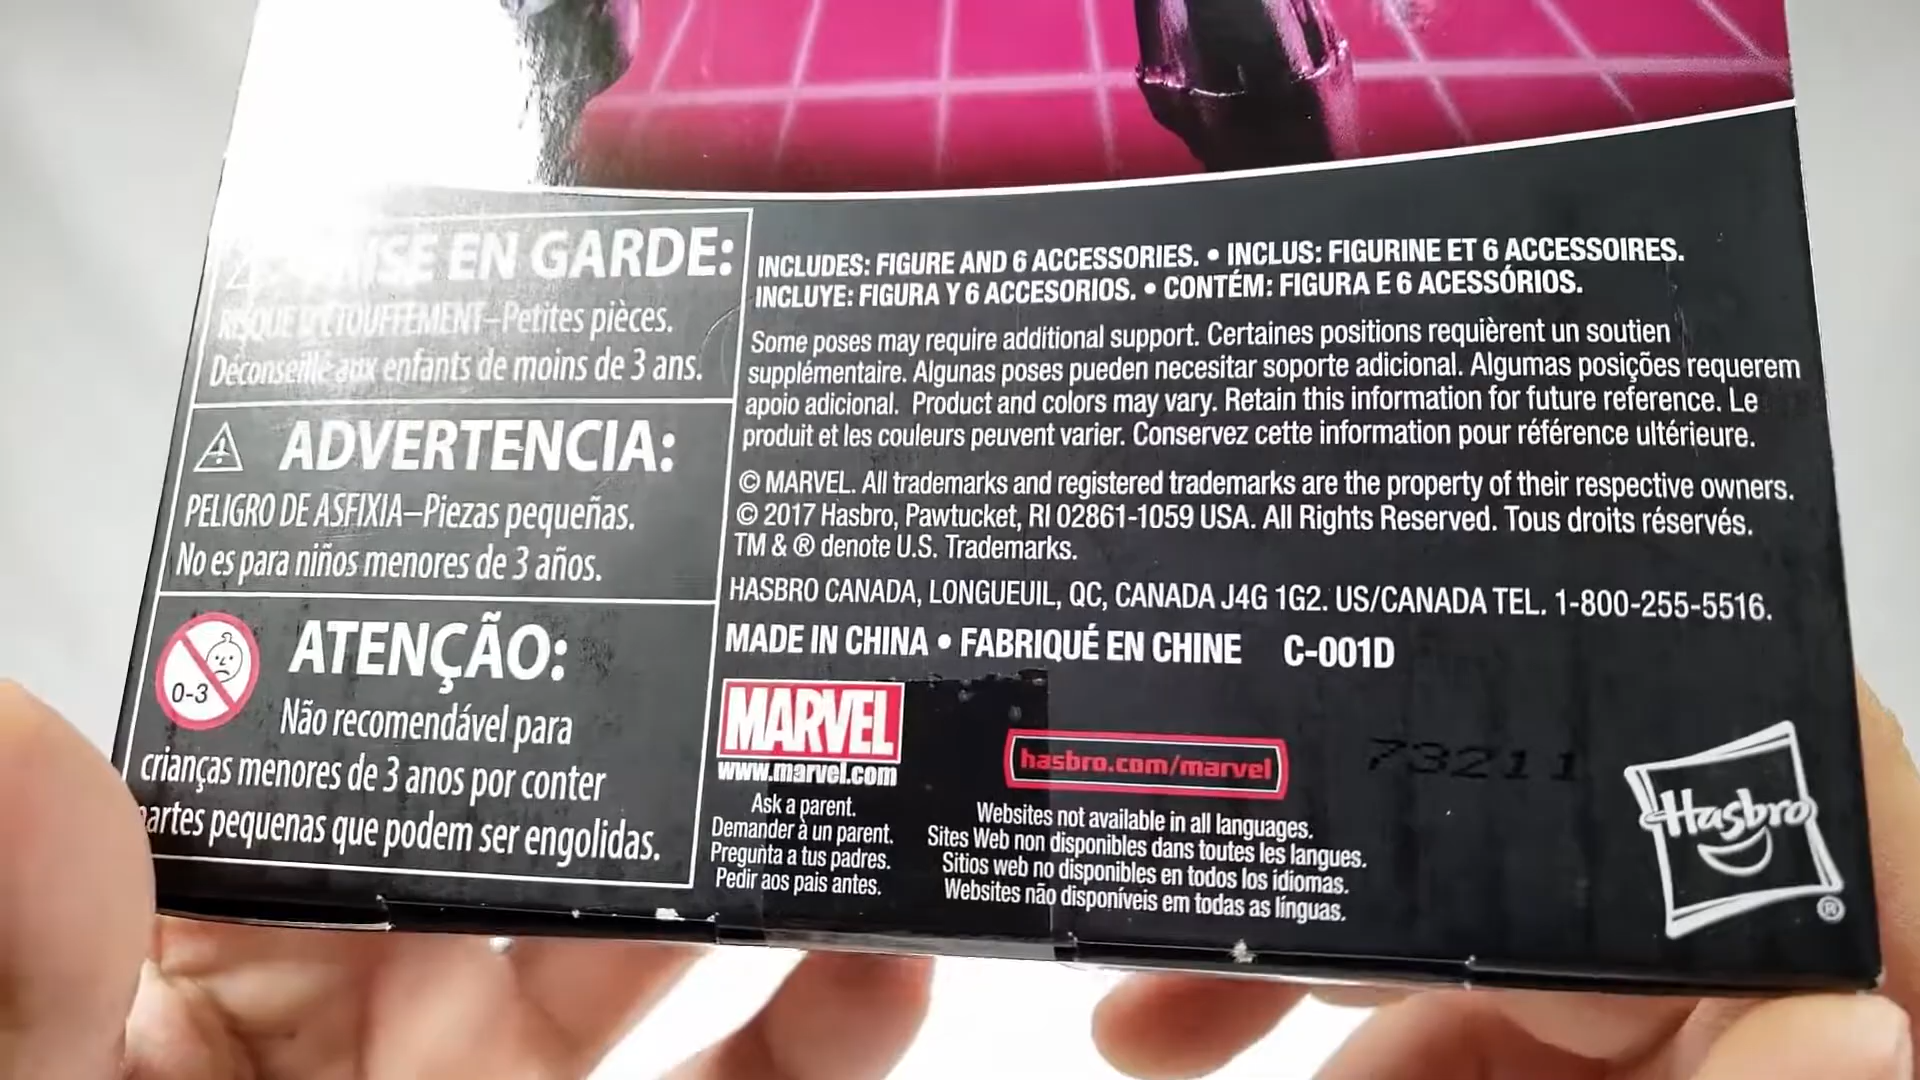 MISE EN GARDE:
RISQUE D'ÉTOUFFEMENT–Petites pièces.
Déconseillé aux enfants de moins de 3 ans.
ADVERTENCIA:
PELIGRO DE ASFIXIA–Piezas pequeñas.
No es para niños menores de 3 años.
0-3
ATENÇÃO:
Não recomendável para
crianças menores de 3 anos por conter
partes pequenas que podem ser engolidas.
INCLUDES: FIGURE AND 6 ACCESSORIES. • INCLUS: FIGURINE ET 6 ACCESSOIRES.
INCLUYE: FIGURA Y 6 ACCESORIOS. • CONTÉM: FIGURA E 6 ACESSÓRIOS.
Some poses may require additional support. Certaines positions requièrent un soutien
supplémentaire. Algunas poses pueden necesitar soporte adicional. Algumas posições requerem
apoio adicional. Product and colors may vary. Retain this information for future reference. Le
produit et les couleurs peuvent varier. Conservez cette information pour référence ultérieure.
© MARVEL. All trademarks and registered trademarks are the property of their respective owners.
© 2017 Hasbro, Pawtucket, RI 02861-1059 USA. All Rights Reserved. Tous droits réservés.
TM & ® denote U.S. Trademarks.
HASBRO CANADA, LONGUEUIL, QC, CANADA J4G 1G2. US/CANADA TEL. 1-800-255-5516.
MADE IN CHINA • FABRIQUÉ EN CHINE C-001D
MARVEL
www.marvel.com
Ask a parent.
Demander à un parent.
Pregunta a tus padres.
Pedir aos pais antes.
hasbro.com/marvel
Websites not available in all languages.
Sites Web non disponibles dans toutes les langues.
Sitios web no disponibles en todos los idiomas.
Websites não disponíveis em todas as línguas.
73211
Hasbro®